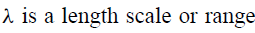 λ is a length scale or range